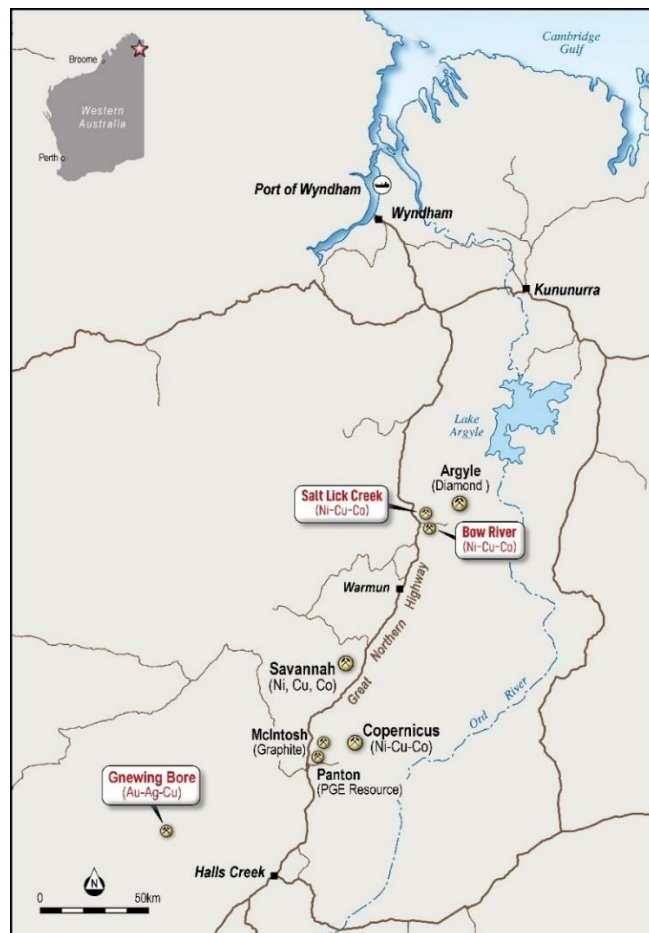 Broome
Western
Australia
Perth
Cambridge
Gulf
Port of Wyndham
Wyndham
Kununurra
Lake
Argyle
Argyle
(Diamond )
Salt Lick Creek
(Ni-Cu-Co)
Bow River
(Ni-Cu-Co)
Warmun
Great Northern Highway
Savannah
(Ni, Cu, Co)
Ord River
McIntosh
(Graphite)
Copernicus
(Ni-Cu-Co)
Panton
(PGE Resource)
Gnewing Bore
(Au-Ag-Cu)
Halls Creek
N
0 50km